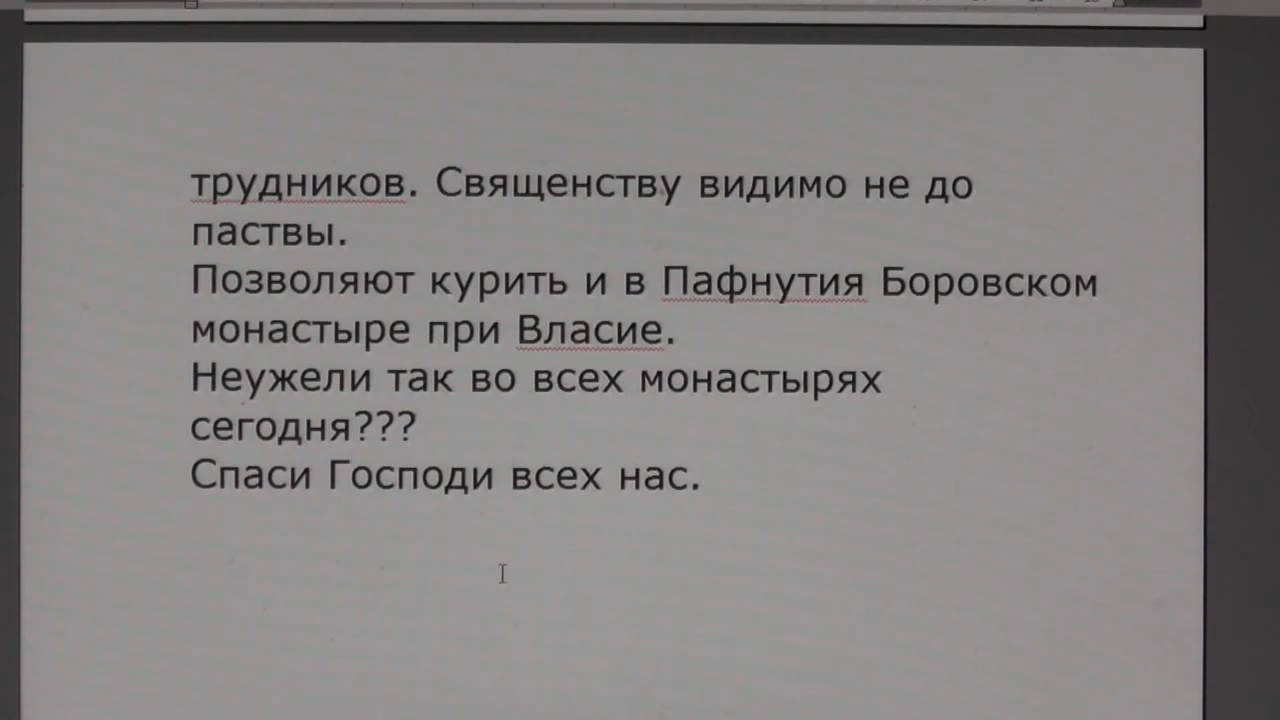 трудников. Священству видимо не до
паствы.
Позволяют курить и в Пафнутия Боровском
монастыре при Власие.
Неужели так во всех монастырях
сегодня???
Спаси Господи всех нас.